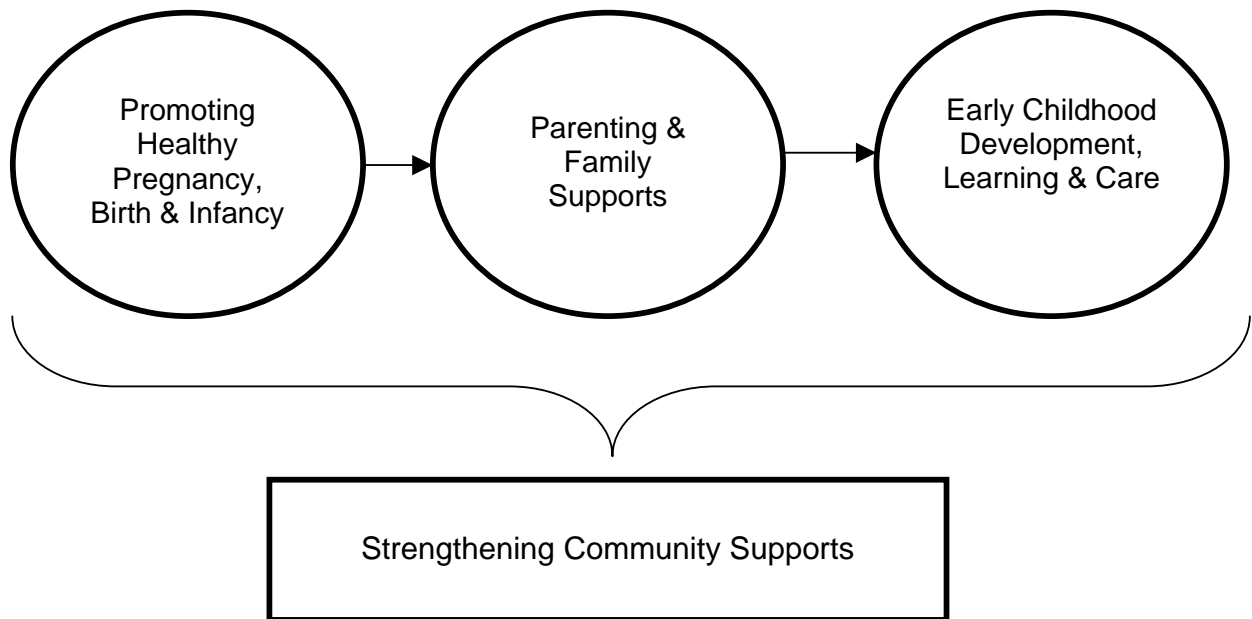 Promoting
Healthy
Pregnancy,
Birth & Infancy
Parenting &
Family
Supports
Early Childhood
Development,
Learning & Care
Strengthening Community Supports